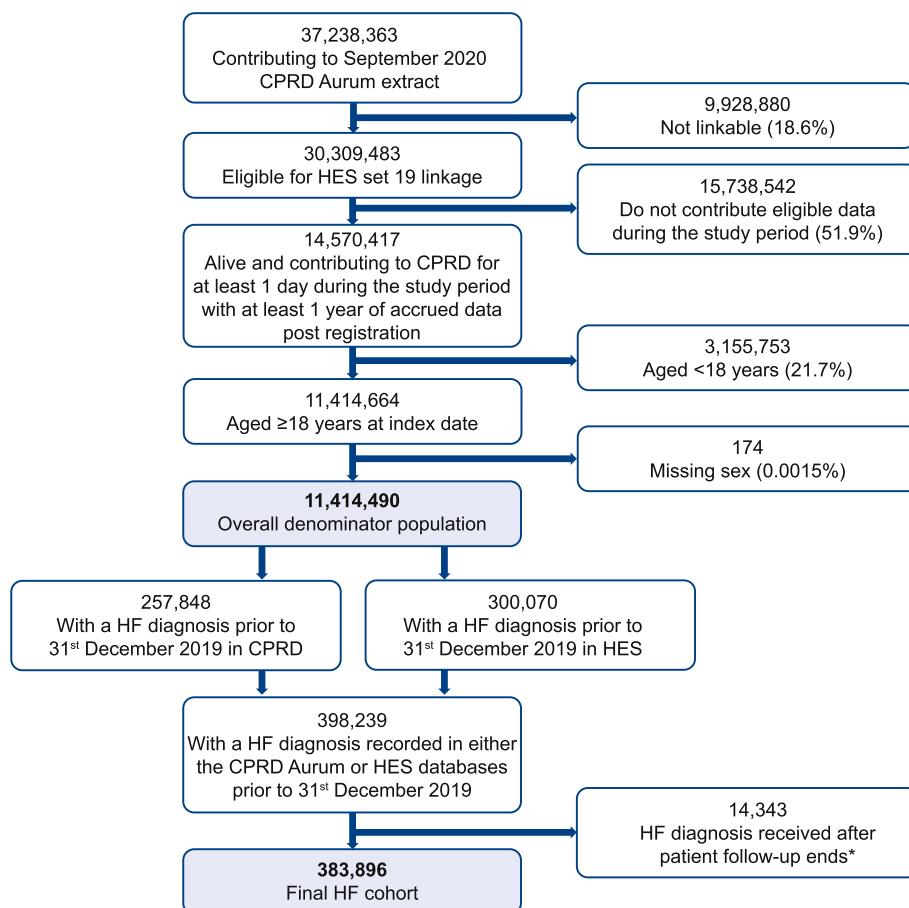 37,238,363
Contributing to September 2020
CPRD Aurum extract
9,928,880
Not linkable (18.6%)
30,309,483
Eligible for HES set 19 linkage
15,738,542
Do not contribute eligible data
during the study period (51.9%)
14,570,417
Alive and contributing to CPRD for
at least 1 day during the study period
with at least 1 year of accrued data
post registration
3,155,753
Aged <18 years (21.7%)
11,414,664
Aged ≥18 years at index date
174
Missing sex (0.0015%)
11,414,490
Overall denominator population
257,848
With a HF diagnosis prior to
31st December 2019 in CPRD
300,070
With a HF diagnosis prior to
31st December 2019 in HES
398,239
With a HF diagnosis recorded in either
the CPRD Aurum or HES databases
prior to 31st December 2019
14,343
HF diagnosis received after
patient follow-up ends*
383,896
Final HF cohort